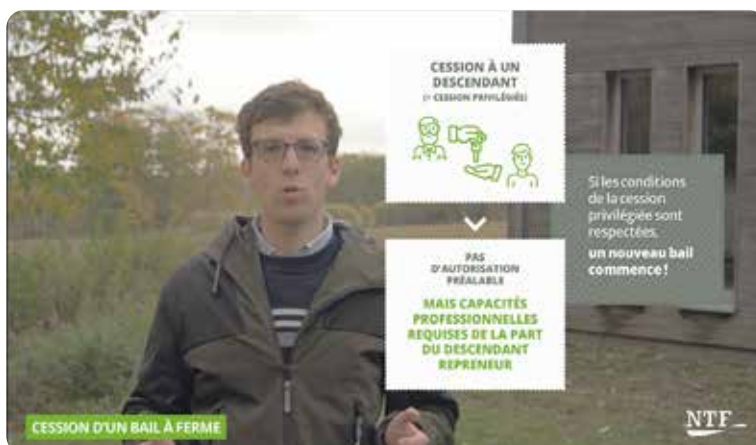 CESSION À UN
DESCENDANT
(= CESSION PRIVILÉGIÉE)
PAS
D'AUTORISATION
PRÉALABLE
MAIS CAPACITÉS
PROFESSIONNELLES
REQUISES DE LA PART
DU DESCENDANT
REPRENEUR
Si les conditions
de la cession
privilégiée sont
respectées,
un nouveau bail
commence !
CESSION D'UN BAIL À FERME
NTF